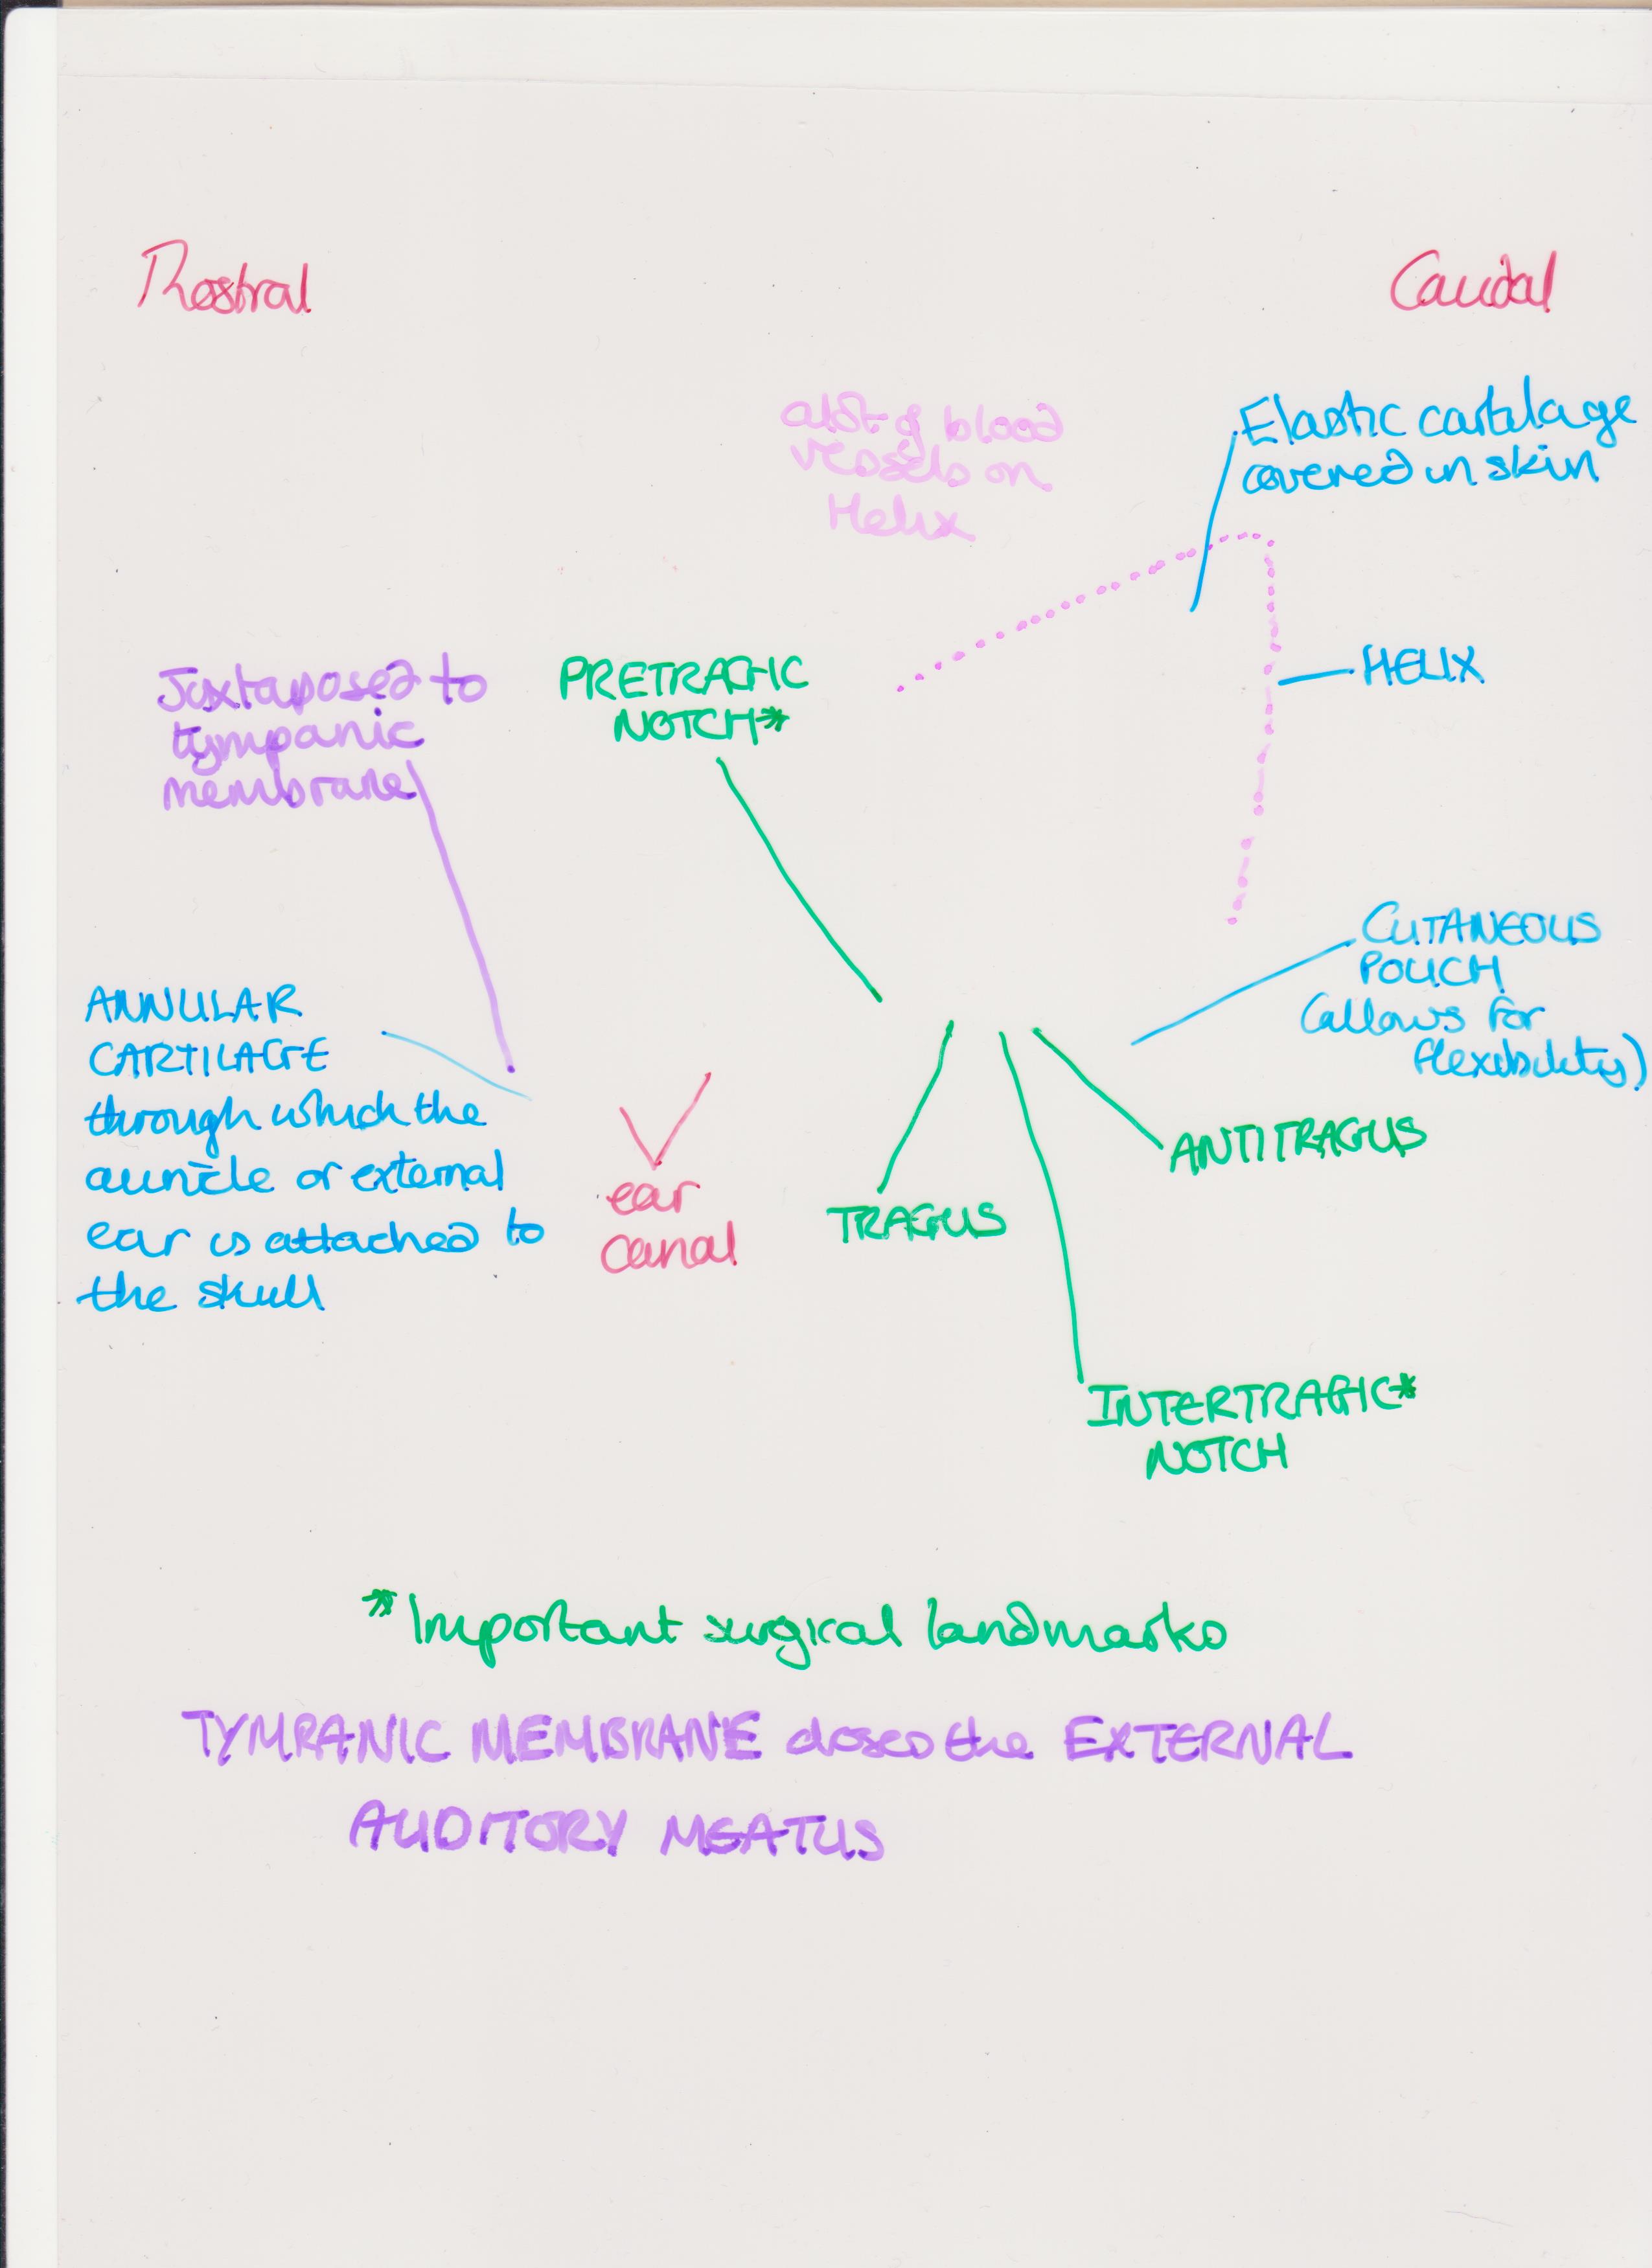 Rostral
Caudal
a lot of blood
vessels on
Helix
Elastic cartilage
covered in skin
HELIX
Juxtaposed to
tympanic
membrane
PRETRAGIC
NOTCH*
CUTANEOUS
POUCH
(allows for
flexibility)
ANNULAR
CARTILAGE
through which the
auricle or external
ear is attached to
the skull
ear
canal
TRAGUS
ANTITRAGUS
INTERTRAGIC*
NOTCH
*Important surgical landmarks
TYMPANIC MEMBRANE closes the EXTERNAL
AUDITORY MEATUS